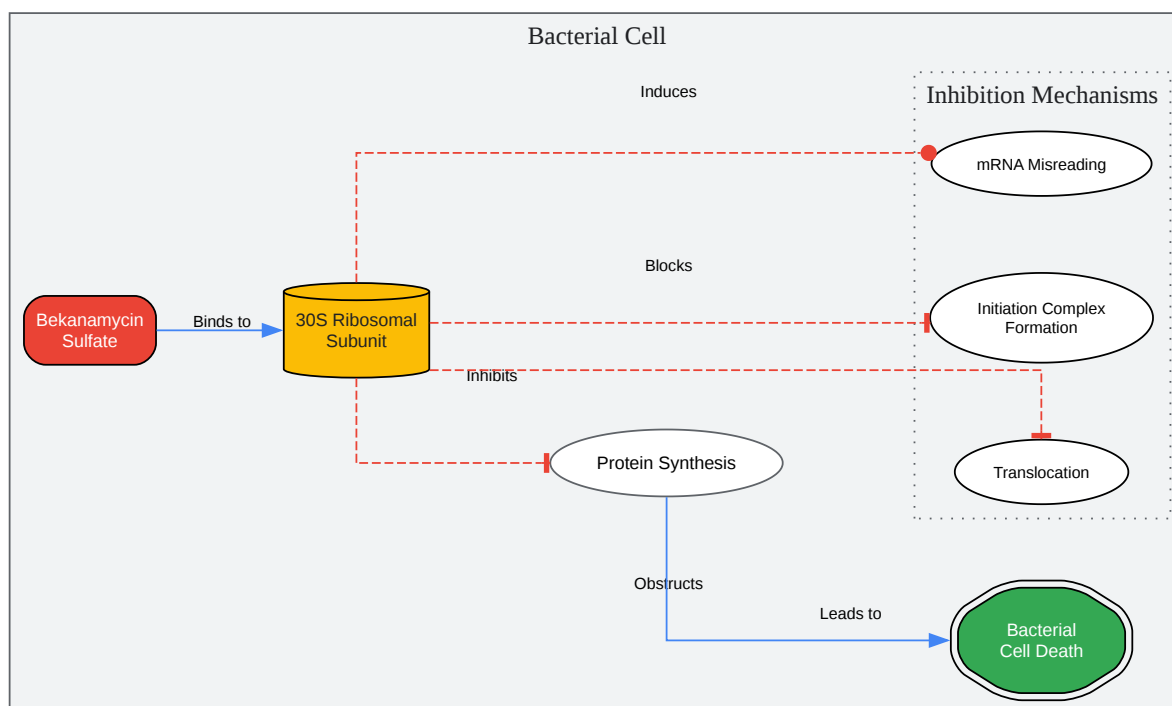 Bacterial Cell
Induces
Inhibition Mechanisms
mRNA Misreading
Blocks
Bekanamycin
Sulfate
Binds to
30S Ribosomal
Subunit
Initiation Complex
Formation
Inhibits
Protein Synthesis
Translocation
Obstructs
Leads to
Bacterial
Cell Death